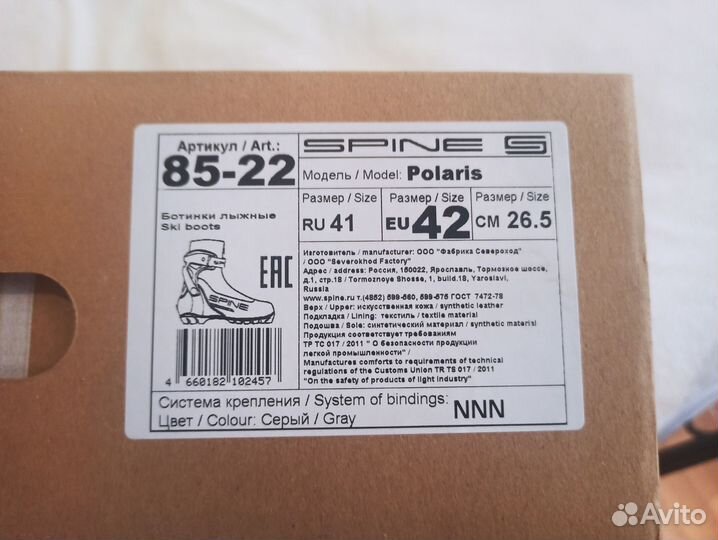 Артикул / Art.:
85-22
SPINE S
Модель / Model: Polaris
Размер / Size
RU 41
Размер / Size
EU 42
Размер / Size
CM 26.5
Ботинки лыжные
Ski boots
SPINE
EAC
Изготовитель / manufacturer: ООО "Фабрика Североход"
/ OOO "Severokhod Factory"
Адрес / address: Россия, 150022, Ярославль, Тормозное шоссе,
д.1, стр.18 / Tormoznoye Shosse, 1, build.18, Yaroslavl,
Russia
www.spine.ru т.(4852) 599-560, 599-575 ГОСТ 7472-78
Верх / Upper: искусственная кожа / synthetic leather
Подкладка / Lining: текстиль / textile material
Подошва / Sole: синтетический материал / synthetic material
Продукция соответствует требованиям
ТР ТС 017 / 2011 " О безопасности продукции
легкой промышленности" /
Manufactures comforts to requirements of technical
regulations of the Customs Union TR TS 017 / 2011
"On the safety of products of light industry"
4 660182 102457
Система крепления / System of bindings: NNN
Цвет / Colour: Серый / Gray
Avito